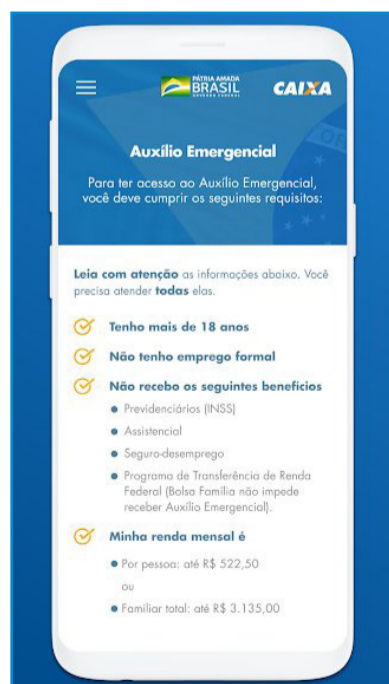 PÁTRIA AMADA
BRASIL
GOVERNO FEDERAL
CAIXA
Auxílio Emergencial
Para ter acesso ao Auxílio Emergencial,
você deve cumprir os seguintes requisitos:
Leia com atenção as informações abaixo. Você
precisa atender todas elas.
Tenho mais de 18 anos
Não tenho emprego formal
Não recebo os seguintes benefícios
Previdenciários (INSS)
Assistencial
Seguro-desemprego
Programa de Transferência de Renda
Federal (Bolsa Família não impede
receber Auxílio Emergencial).
Minha renda mensal é
Por pessoa: até R$ 522,50
ou
Familiar total: até R$ 3.135,00